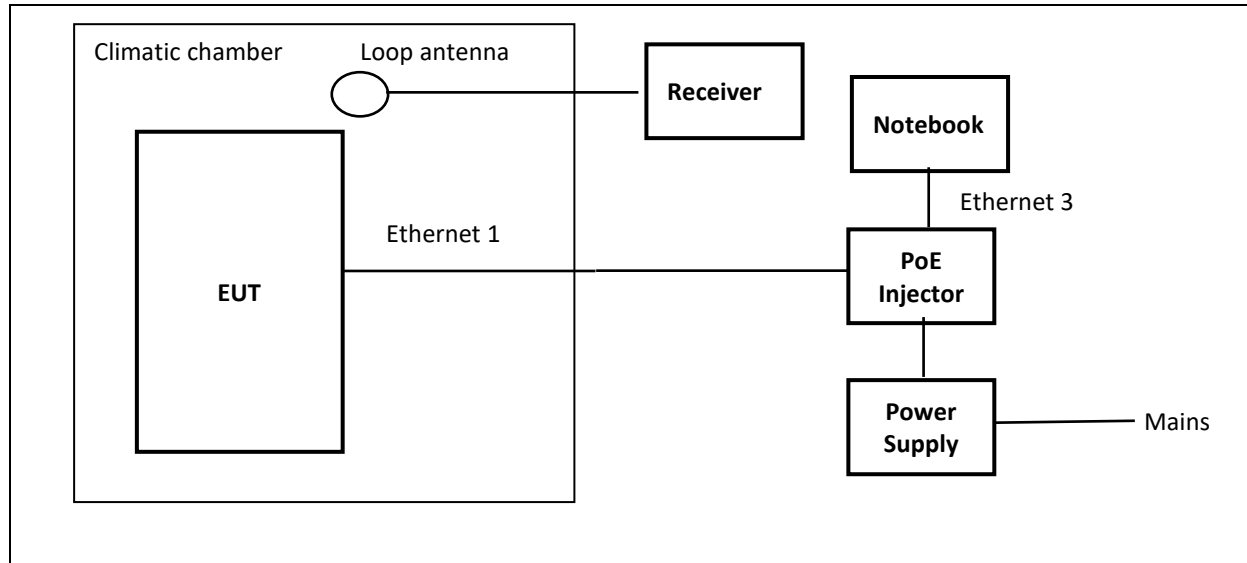 Climatic chamber
Loop antenna
Receiver
Notebook
Ethernet 3
Ethernet 1
EUT
PoE
Injector
Power
Supply
Mains